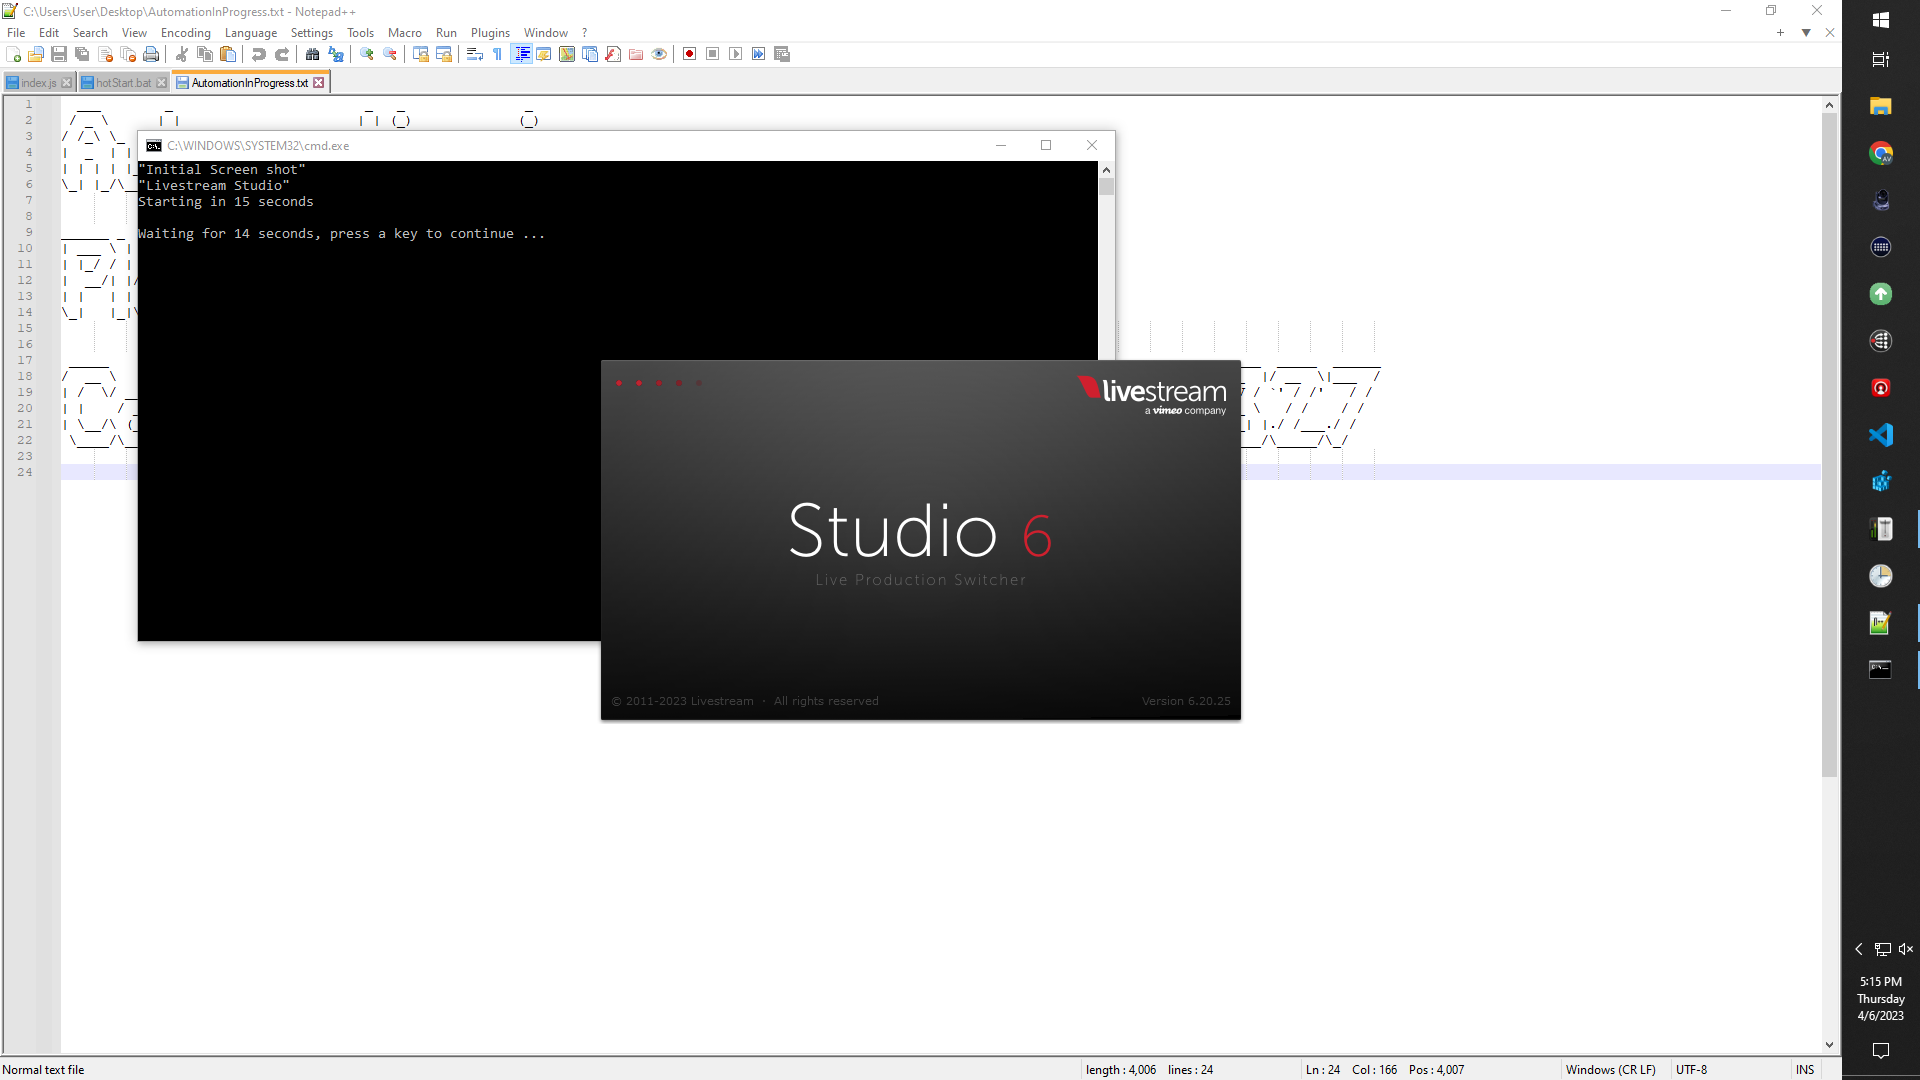 C:\Users\User\Desktop\AutomationInProgress.txt - Notepad++
File Edit Search View Encoding Language Settings Tools Macro Run Plugins Window ?
index.js hotStart.bat AutomationInProgress.txt
1
2
3
4
5
6
7
8
9
10
11
12
13
14
15
16
17
18
19
20
21
22
23
24
C:\WINDOWS\SYSTEM32\cmd.exe
"Initial Screen shot"
"Livestream Studio"
Starting in 15 seconds
Waiting for 14 seconds, press a key to continue ...
livestream
a vimeo company
Studio 6
Live Production Switcher
© 2011-2023 Livestream · All rights reserved
Version 6.20.25
5:15 PM
Thursday
4/6/2023
Normal text file
length : 4,006 lines : 24
Ln : 24 Col : 166 Pos : 4,007
Windows (CR LF)
UTF-8
INS